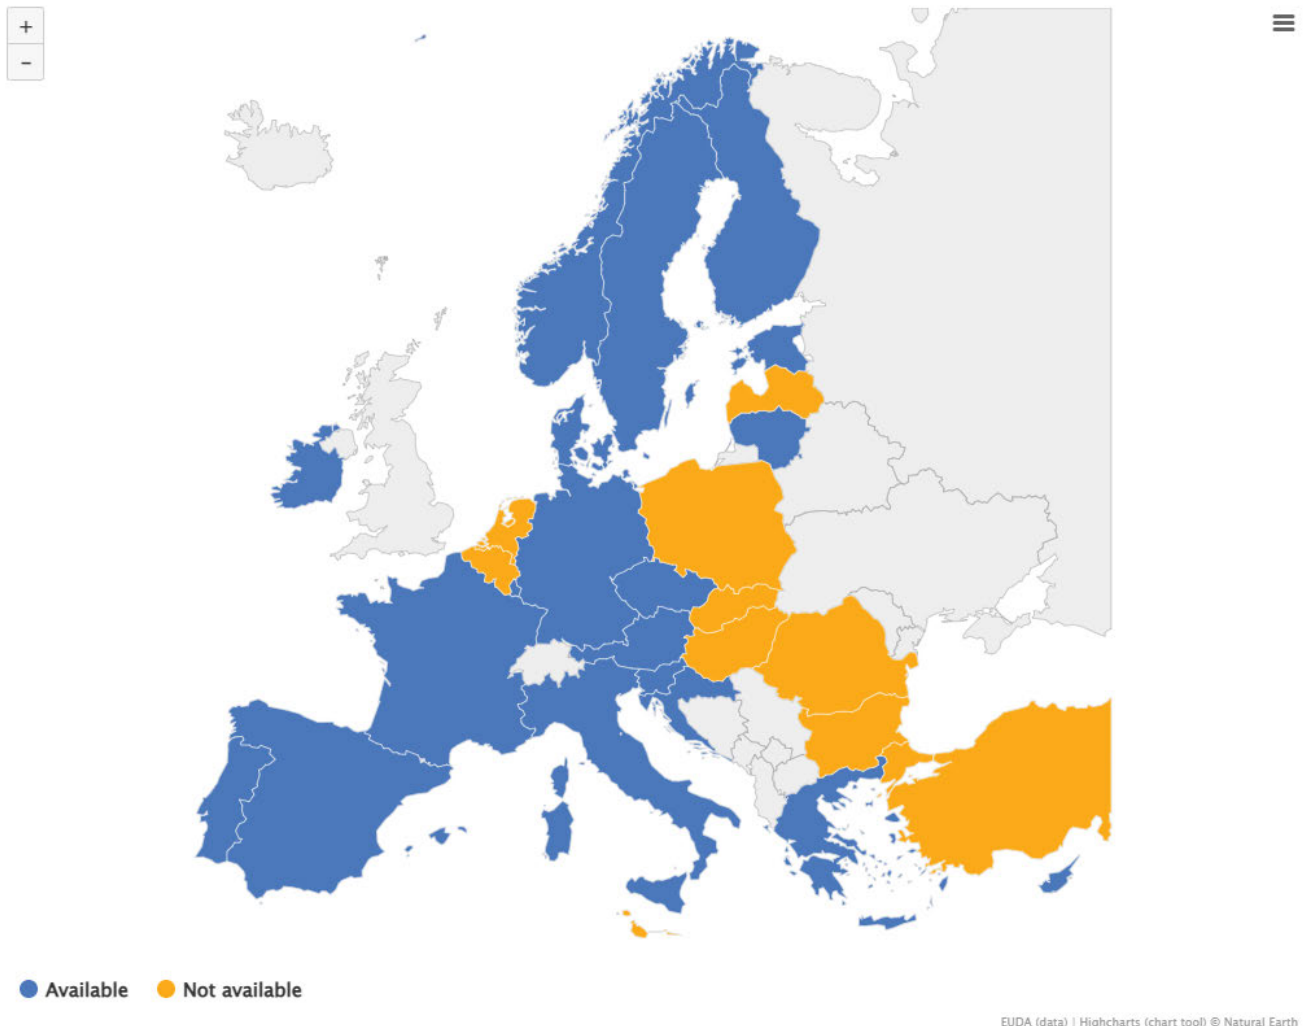 +
−
Available
Not available
EUDA (data) | Highcharts (chart tool) © Natural Earth